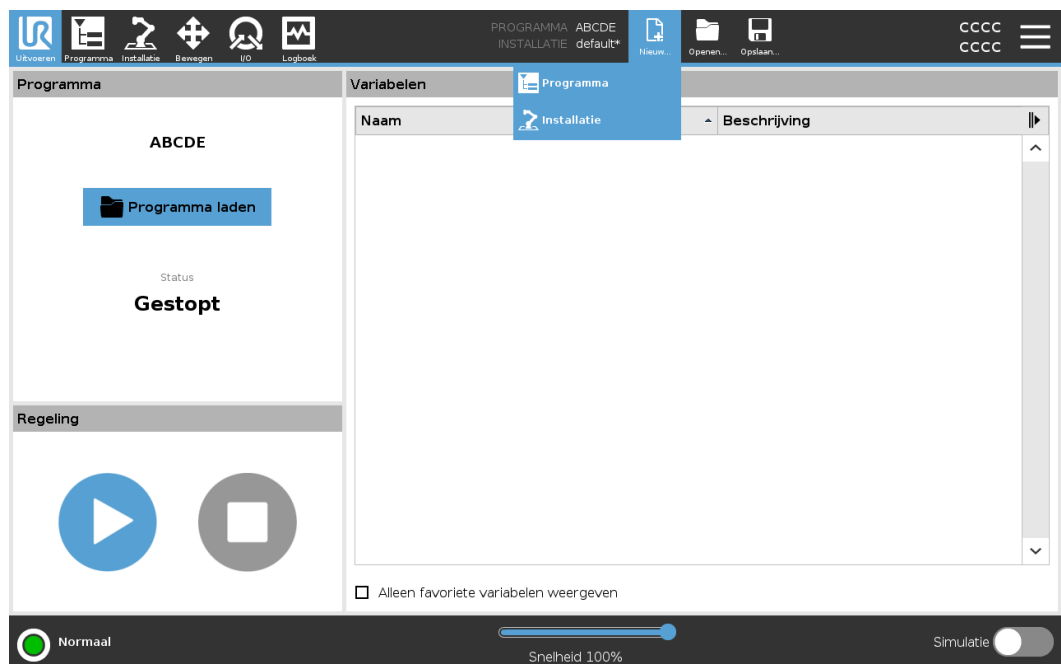 Uitvoeren
Programma
Installatie
Bewegen
I/O
Logboek
PROGRAMMA ABCDE
INSTALLATIE default*
Nieuw...
Openen...
Opslaan...
CCCC
CCCC
Programma
Installatie
Programma
ABCDE
Programma laden
Status
Gestopt
Regeling
Variabelen
Naam
Beschrijving
Alleen favoriete variabelen weergeven
Normaal
Snelheid 100%
Simulatie